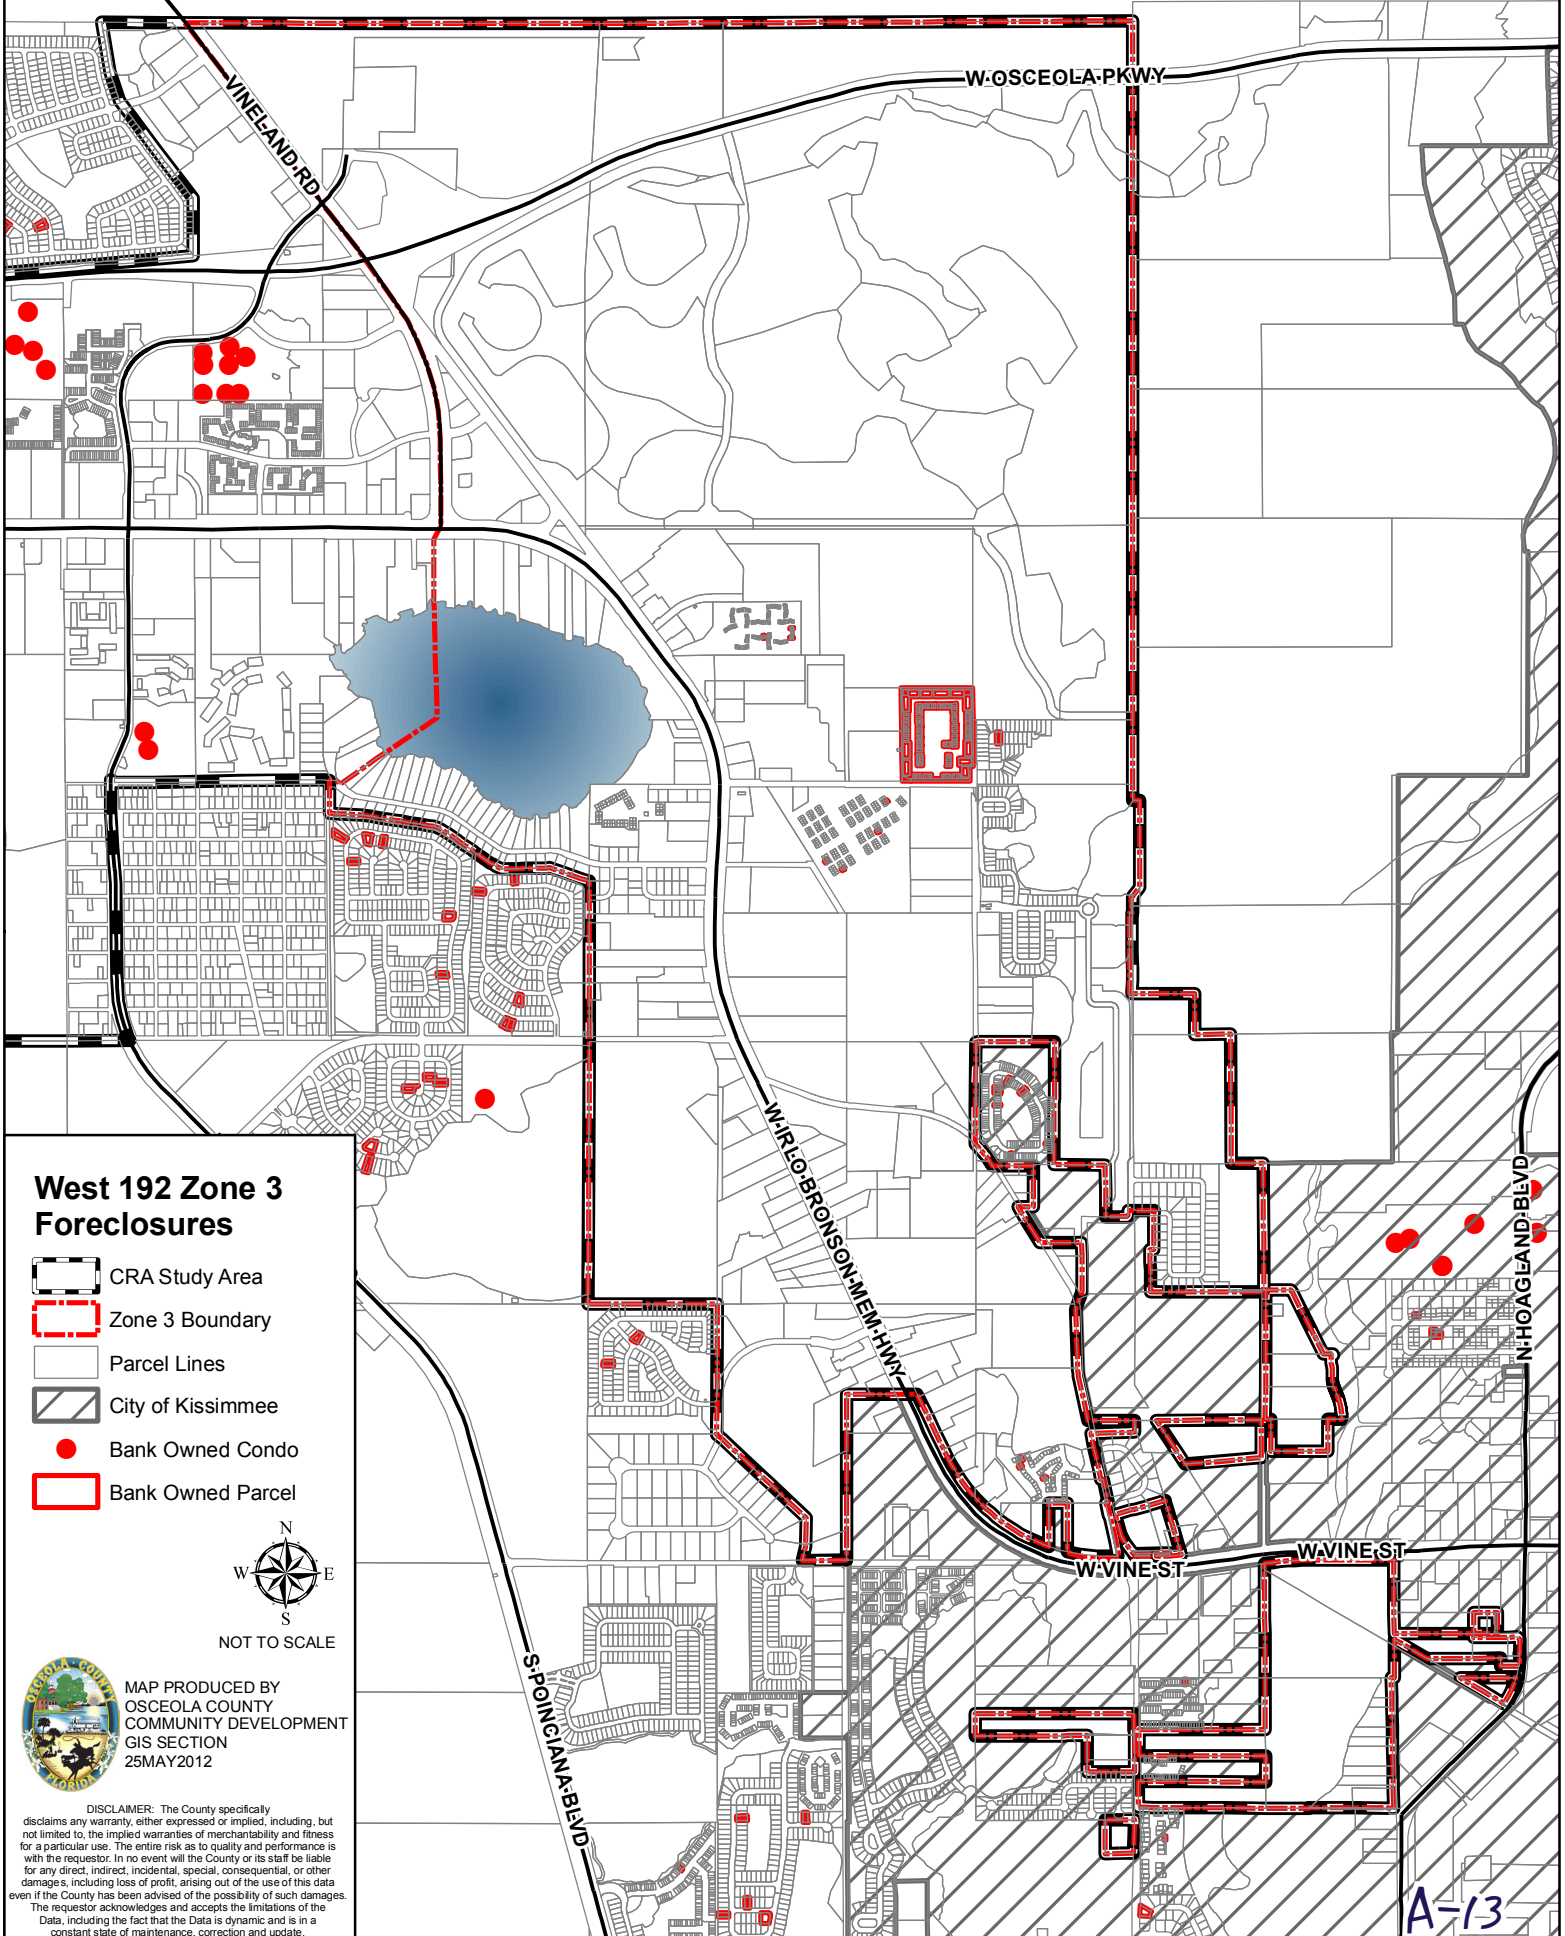 W OSCEOLA PKWY
VINELAND RD
W IRLO BRONSON MEM HWY
N HOAGLAND BLVD
W VINE ST
W VINE ST
S POINCIANA BLVD
West 192 Zone 3
Foreclosures
CRA Study Area
Zone 3 Boundary
Parcel Lines
City of Kissimmee
Bank Owned Condo
Bank Owned Parcel
N
W E
S
NOT TO SCALE
OSCEOLA COUNTY
FLORIDA
MAP PRODUCED BY
OSCEOLA COUNTY
COMMUNITY DEVELOPMENT
GIS SECTION
25MAY2012
DISCLAIMER: The County specifically
disclaims any warranty, either expressed or implied, including, but
not limited to, the implied warranties of merchantability and fitness
for a particular use. The entire risk as to quality and performance is
with the requestor. In no event will the County or its staff be liable
for any direct, indirect, incidental, special, consequential, or other
damages, including loss of profit, arising out of the use of this data
even if the County has been advised of the possibility of such damages.
The requestor acknowledges and accepts the limitations of the
Data, including the fact that the Data is dynamic and is in a
constant state of maintenance, correction and update.
A-13